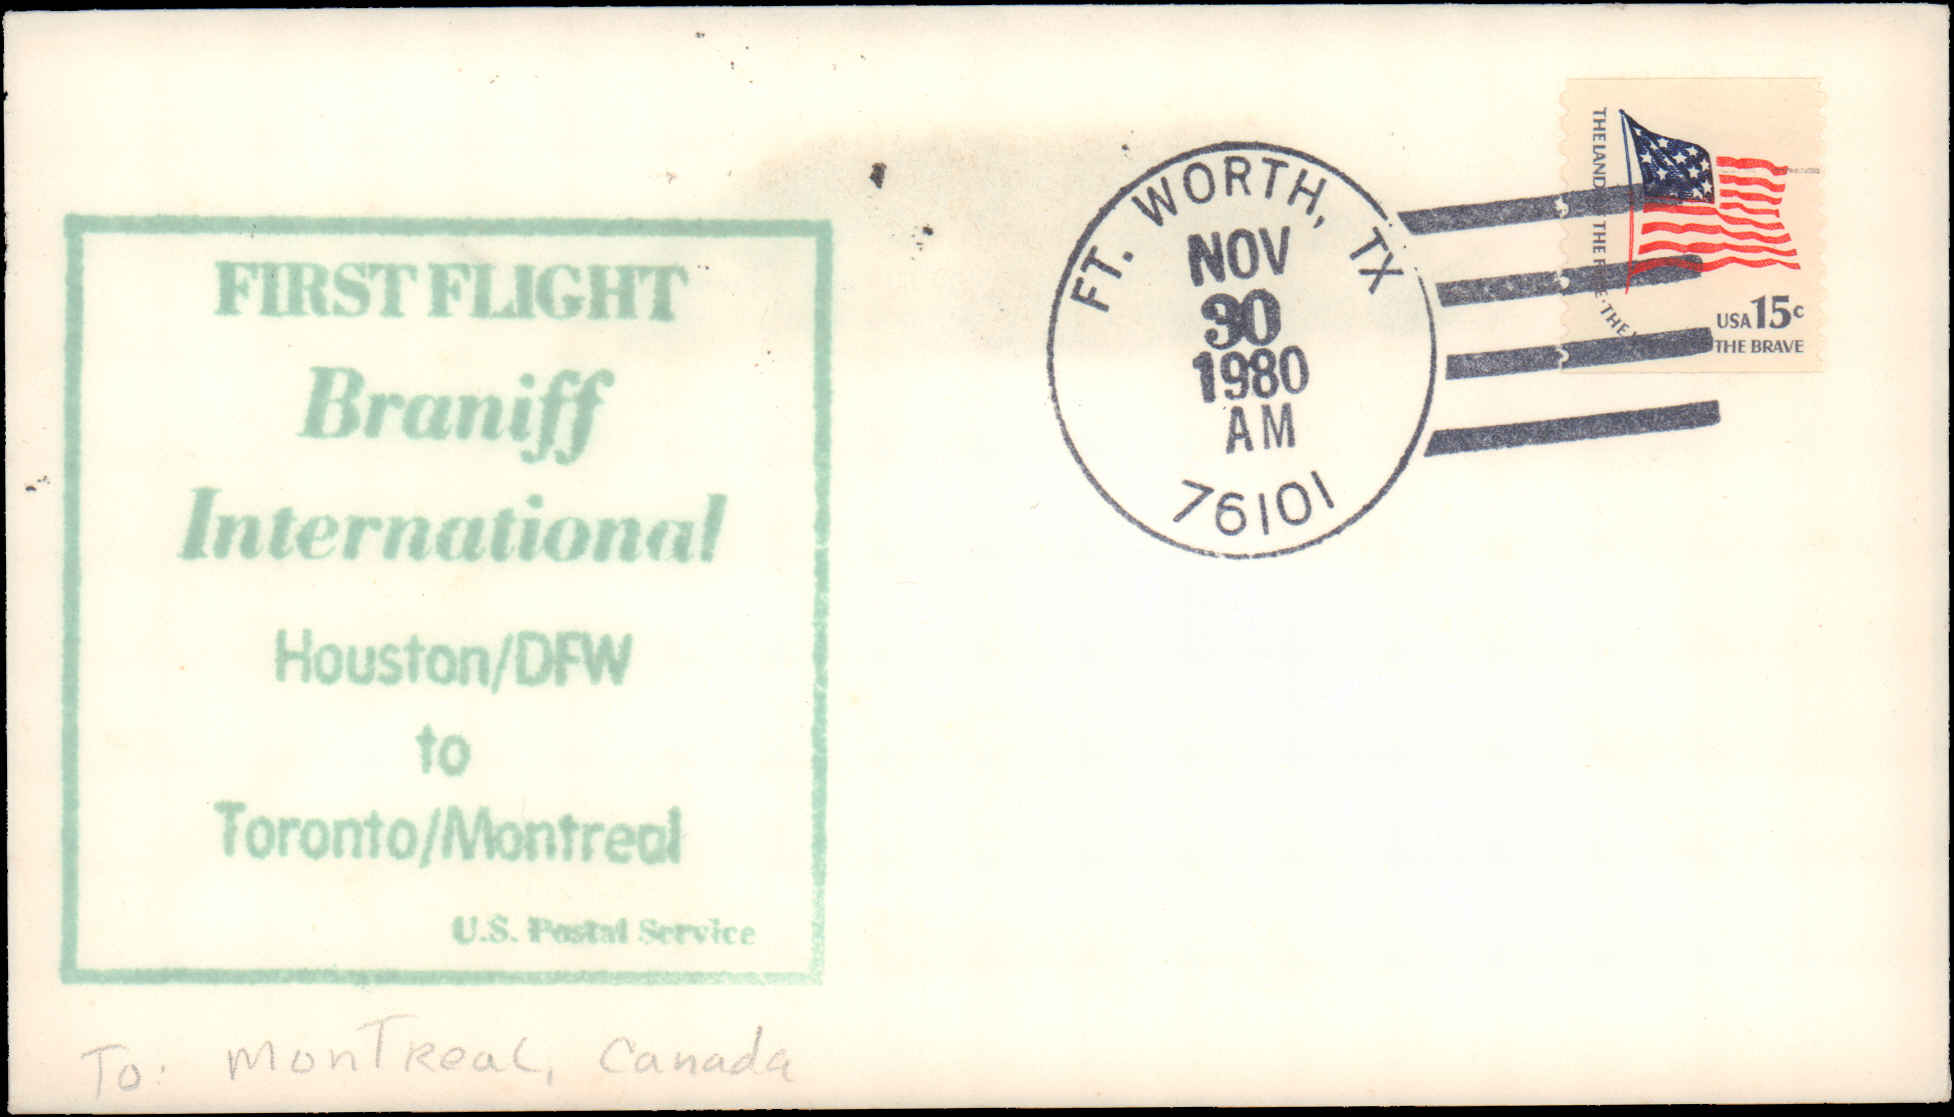 FIRST FLIGHT
Braniff
International
Houston/DFW
to
Toronto/Montreal
U.S. Postal Service
To: Montreal, Canada
FT. WORTH, TX
NOV
30
1980
AM
76101
THE LAND THE THE
USA 15c
THE BRAVE